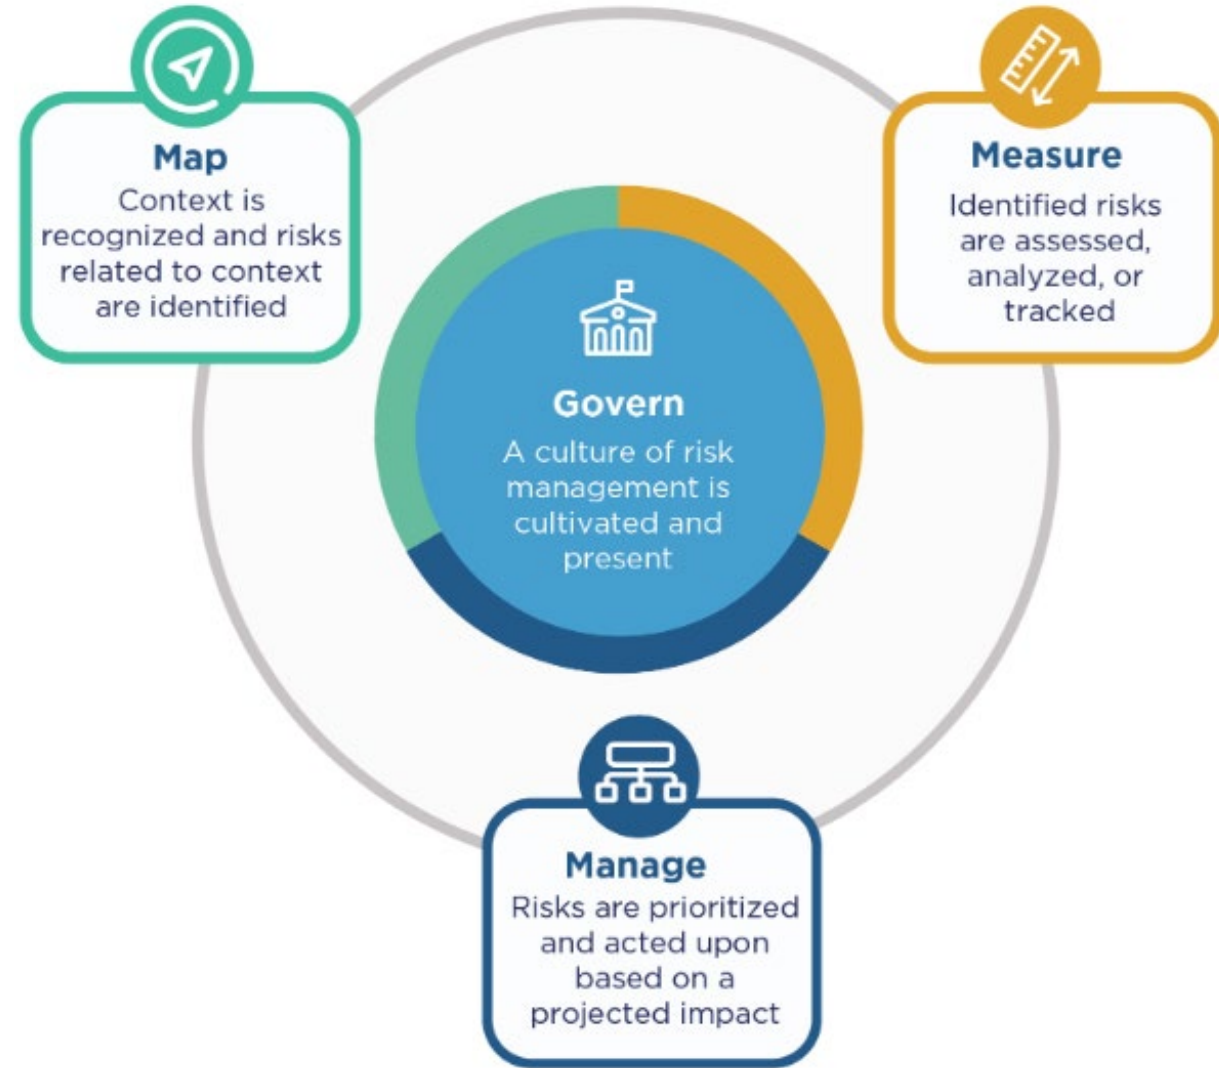 Map
Context is
recognized and risks
related to context
are identified
Measure
Identified risks
are assessed,
analyzed, or
tracked
Govern
A culture of risk
management is
cultivated and
present
Manage
Risks are prioritized
and acted upon
based on a
projected impact